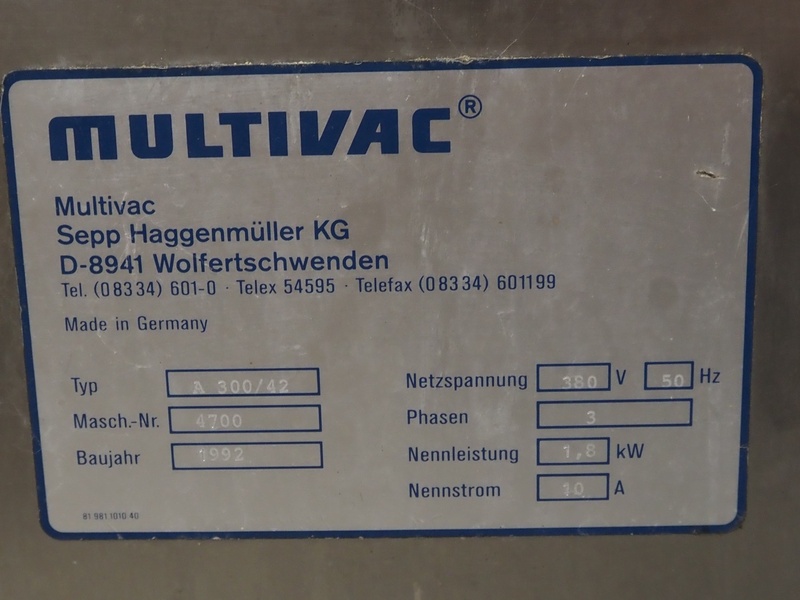 MULTIVAC®
Multivac
Sepp Haggenmüller KG
D-8941 Wolfertschwenden
Tel. (08334) 601-0 · Telex 54595 · Telefax (08334) 601199
Made in Germany
Typ A 300/42
Masch.-Nr. 4700
Baujahr 1992
Netzspannung 380 V 50 Hz
Phasen 3
Nennleistung 1,8 kW
Nennstrom 10 A
81 981 1010 40